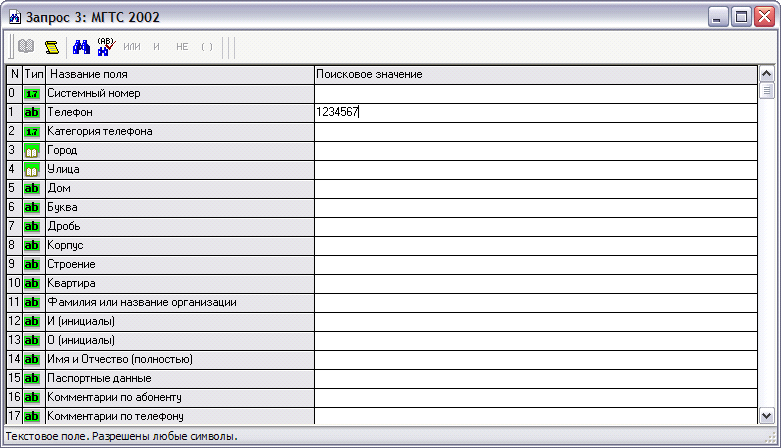 Запрос 3: МГТС 2002
(AB) ИЛИ И НЕ ( )
N Тип Название поля Поисковое значение
0 1.7 Системный номер
1 ab Телефон 1234567
2 1.7 Категория телефона
3 Город
4 Улица
5 ab Дом
6 ab Буква
7 ab Дробь
8 ab Корпус
9 ab Строение
10 ab Квартира
11 ab Фамилия или название организации
12 ab И (инициалы)
13 ab О (инициалы)
14 ab Имя и Отчество (полностью)
15 ab Паспортные данные
16 ab Комментарии по абоненту
17 ab Комментарии по телефону
Текстовое поле. Разрешены любые символы.